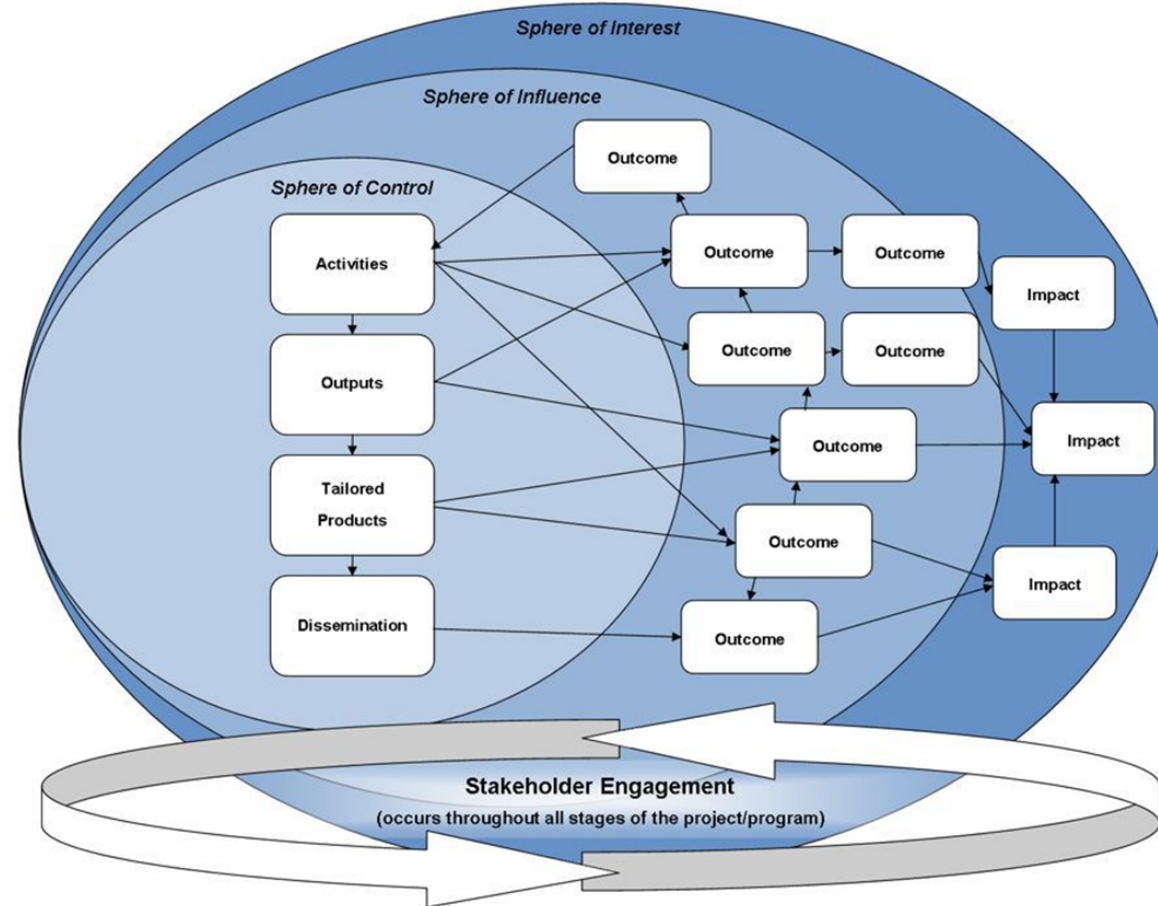 Sphere of Interest
Sphere of Influence
Outcome
Sphere of Control
Activities
Outcome
Outcome
Impact
Outcome
Outcome
Outputs
Impact
Outcome
Tailored
Products
Outcome
Impact
Dissemination
Outcome
Stakeholder Engagement
(occurs throughout all stages of the project/program)